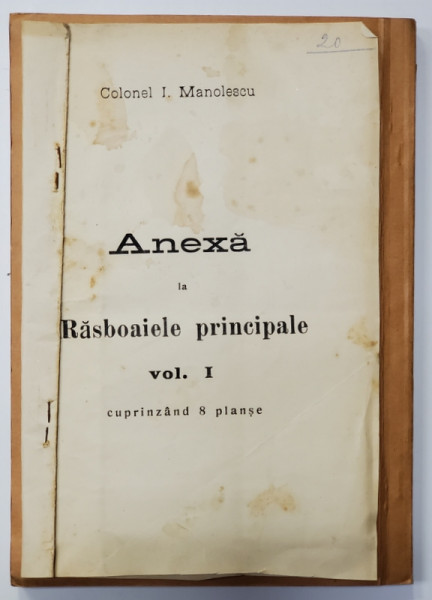 20
Colonel I. Manolescu
Anexă
la
Răsboaiele principale
vol. I
cuprinzând 8 planșe